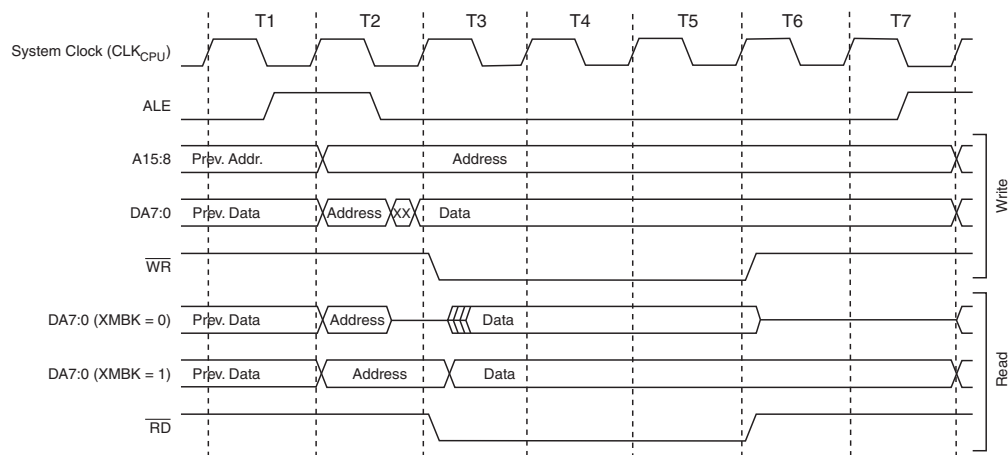 T1 T2 T3 T4 T5 T6 T7
System Clock (CLKCPU)
ALE
A15:8 Prev. Addr. Address
DA7:0 Prev. Data Address XX Data
WR
Write
DA7:0 (XMBK = 0) Prev. Data Address Data
DA7:0 (XMBK = 1) Prev. Data Address Data
RD
Read